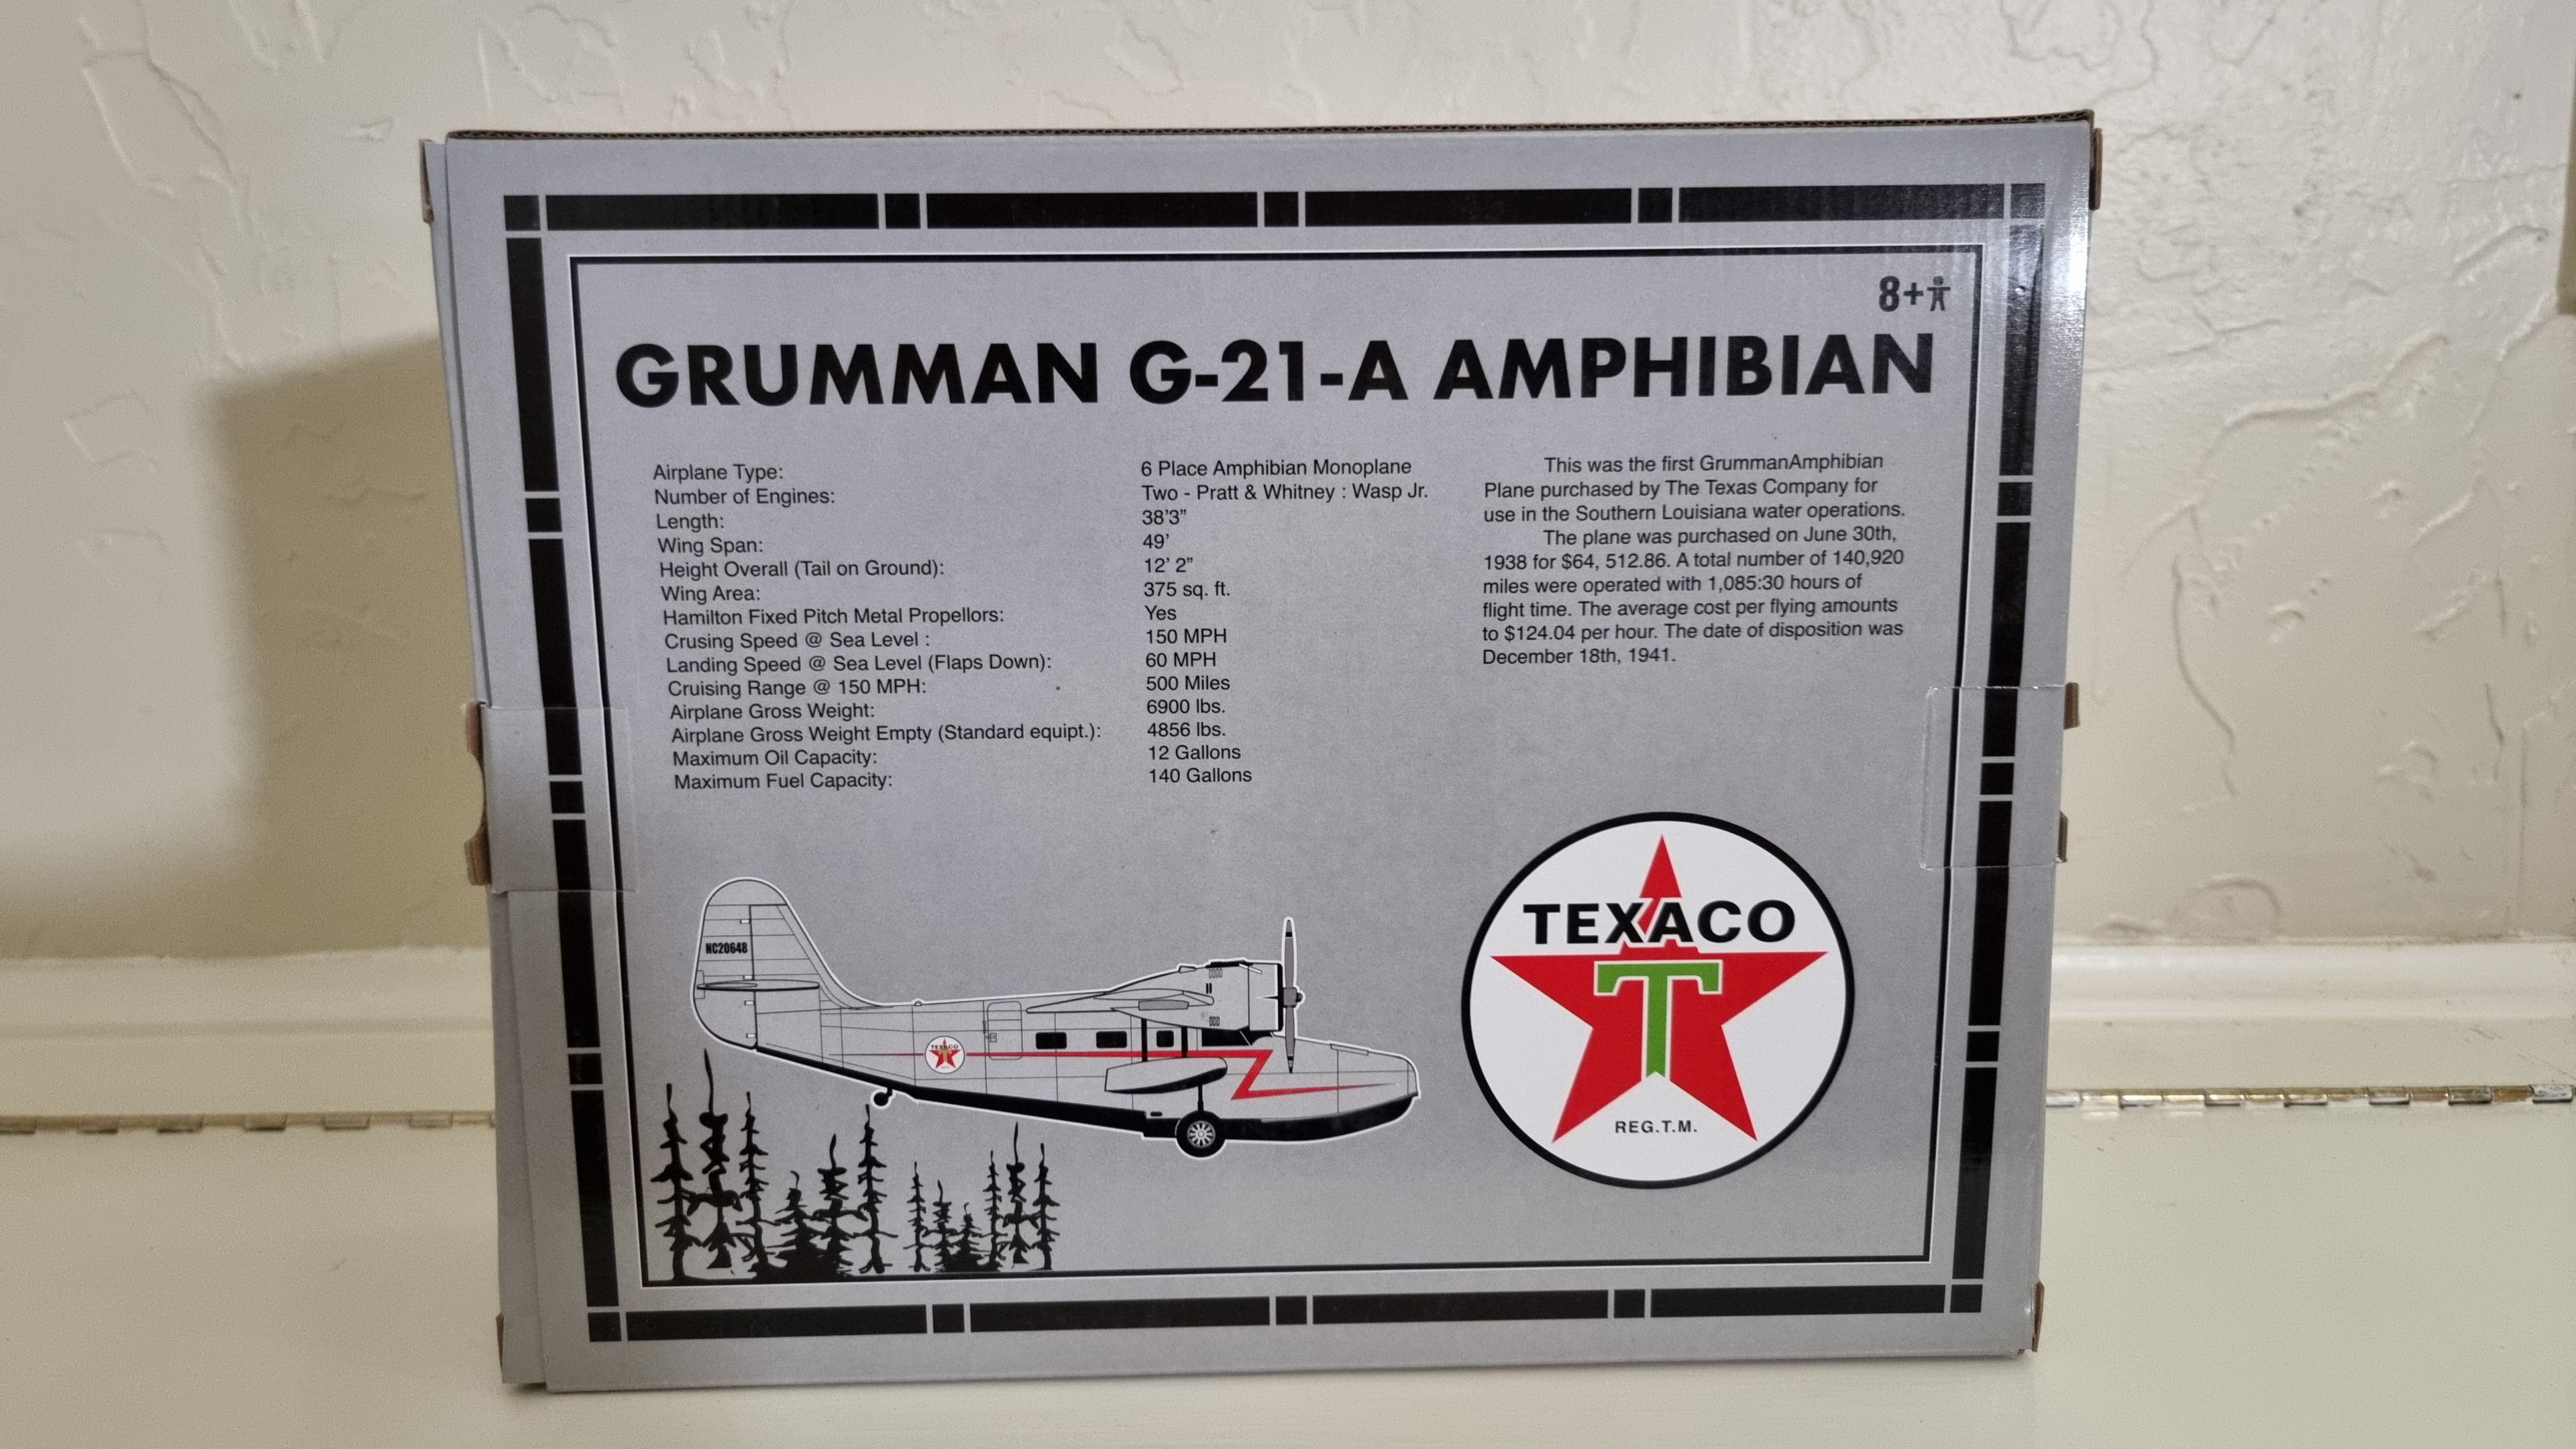 8+
GRUMMAN G-21-A AMPHIBIAN
Airplane Type: 6 Place Amphibian Monoplane
Number of Engines: Two - Pratt & Whitney : Wasp Jr.
Length: 38'3”
Wing Span: 49'
Height Overall (Tail on Ground): 12' 2”
Wing Area: 375 sq. ft.
Hamilton Fixed Pitch Metal Propellors: Yes
Crusing Speed @ Sea Level : 150 MPH
Landing Speed @ Sea Level (Flaps Down): 60 MPH
Cruising Range @ 150 MPH: 500 Miles
Airplane Gross Weight: 6900 lbs.
Airplane Gross Weight Empty (Standard equipt.): 4856 lbs.
Maximum Oil Capacity: 12 Gallons
Maximum Fuel Capacity: 140 Gallons
This was the first GrummanAmphibian
Plane purchased by The Texas Company for
use in the Southern Louisiana water operations.
The plane was purchased on June 30th,
1938 for $64, 512.86. A total number of 140,920
miles were operated with 1,085:30 hours of
flight time. The average cost per flying amounts
to $124.04 per hour. The date of disposition was
December 18th, 1941.
NC20648
TEXACO
T
TEXACO
T
REG.T.M.